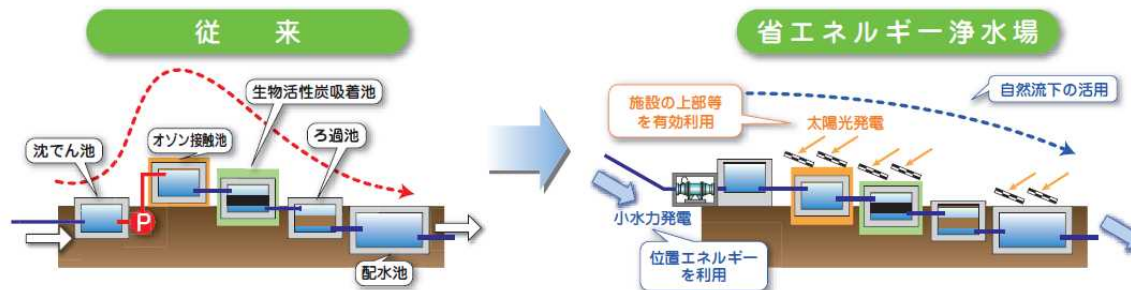 従来
省エネルギー浄水場
生物活性炭吸着池
オゾン接触池
ろ過池
沈でん池
P
配水池
施設の上部等
を有効利用
太陽光発電
自然流下の活用
小水力発電
位置エネルギー
を利用